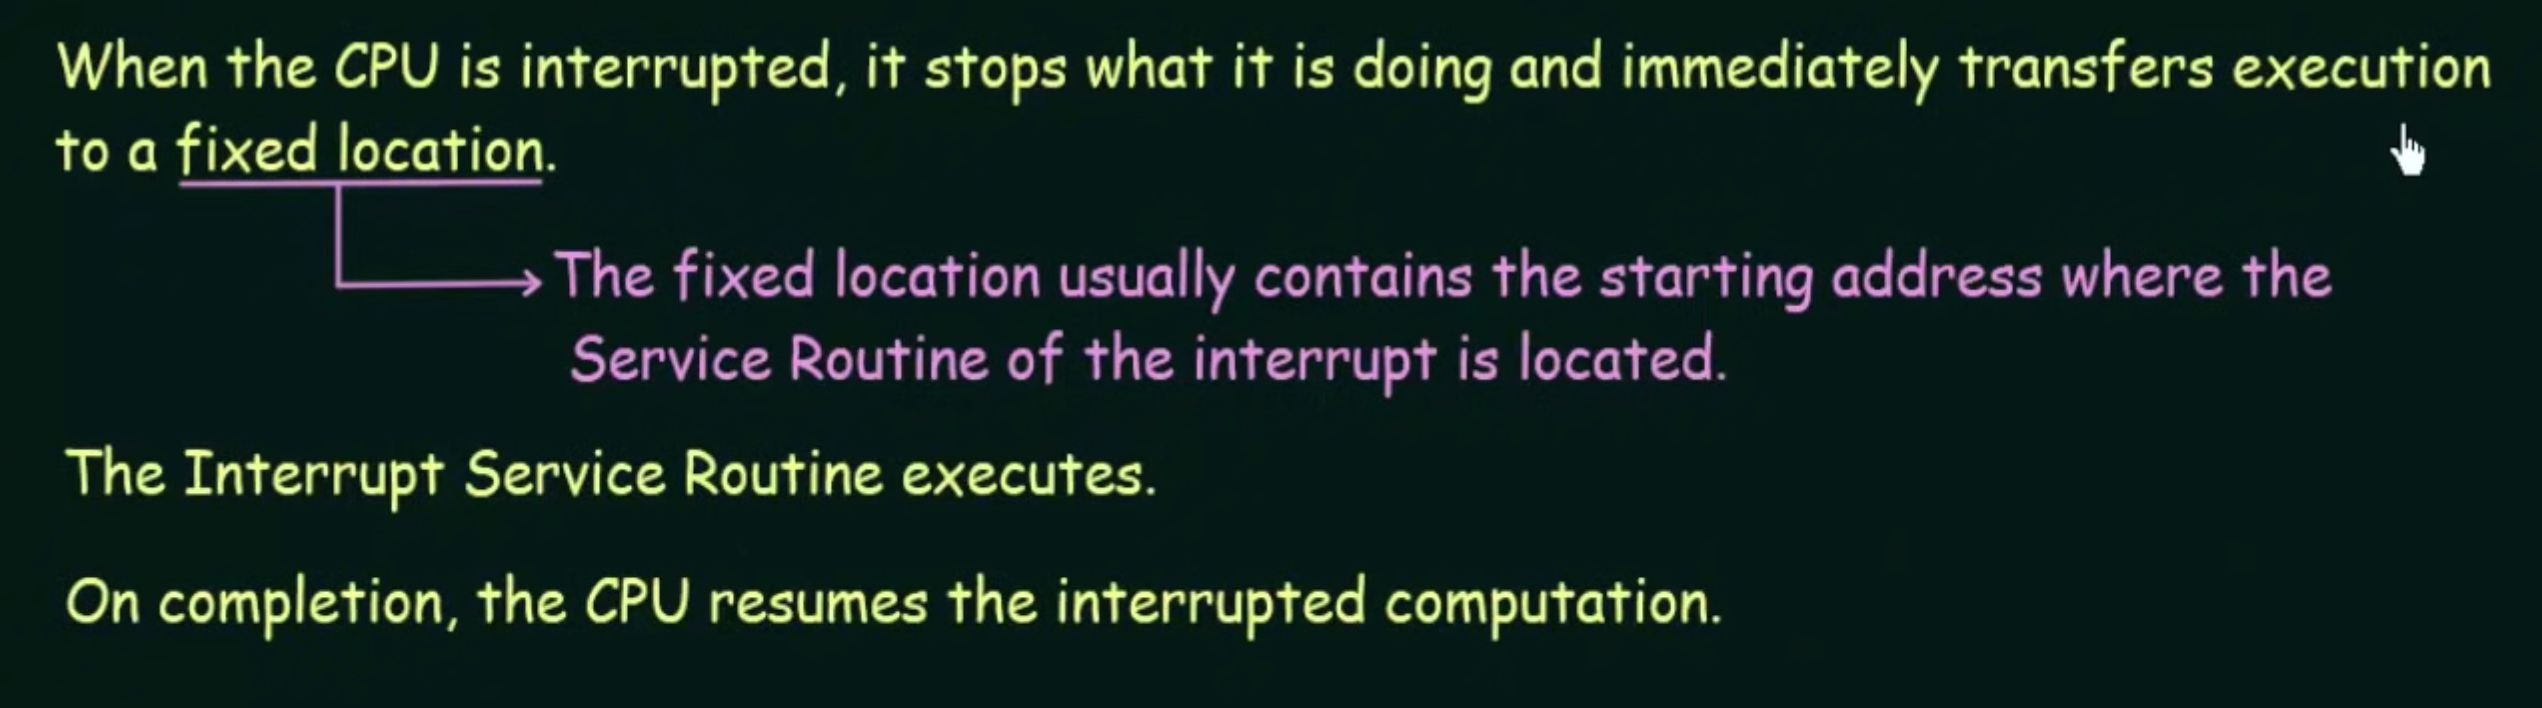 When the CPU is interrupted, it stops what it is doing and immediately transfers execution
to a fixed location.
The fixed location usually contains the starting address where the
Service Routine of the interrupt is located.
The Interrupt Service Routine executes.
On completion, the CPU resumes the interrupted computation.